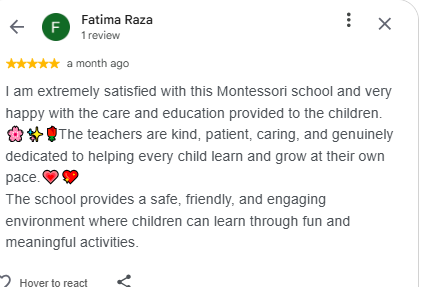 Fatima Raza
F
1 review
a month ago
I am extremely satisfied with this Montessori school and very
happy with the care and education provided to the children.
🌸✨🌹The teachers are kind, patient, caring, and genuinely
dedicated to helping every child learn and grow at their own
pace.💗💖
The school provides a safe, friendly, and engaging
environment where children can learn through fun and
meaningful activities.
Hover to react